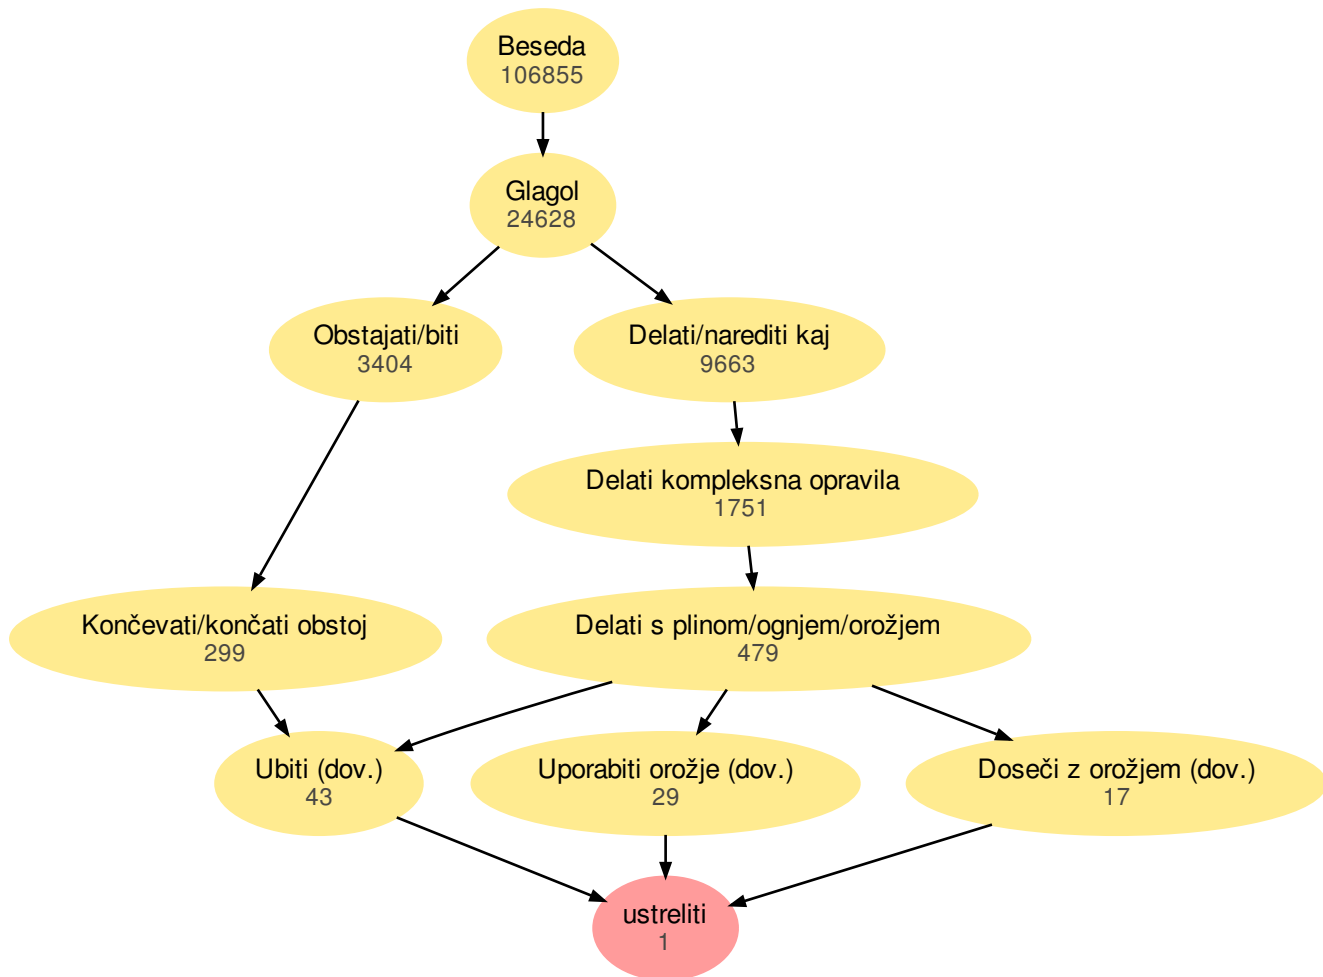 Beseda
106855
Glagol
24628
Obstajati/biti
3404
Delati/narediti kaj
9663
Delati kompleksna opravila
1751
Končevati/končati obstoj
299
Delati s plinom/ognjem/orožjem
479
Ubiti (dov.)
43
Uporabiti orožje (dov.)
29
Doseči z orožjem (dov.)
17
ustreliti
1